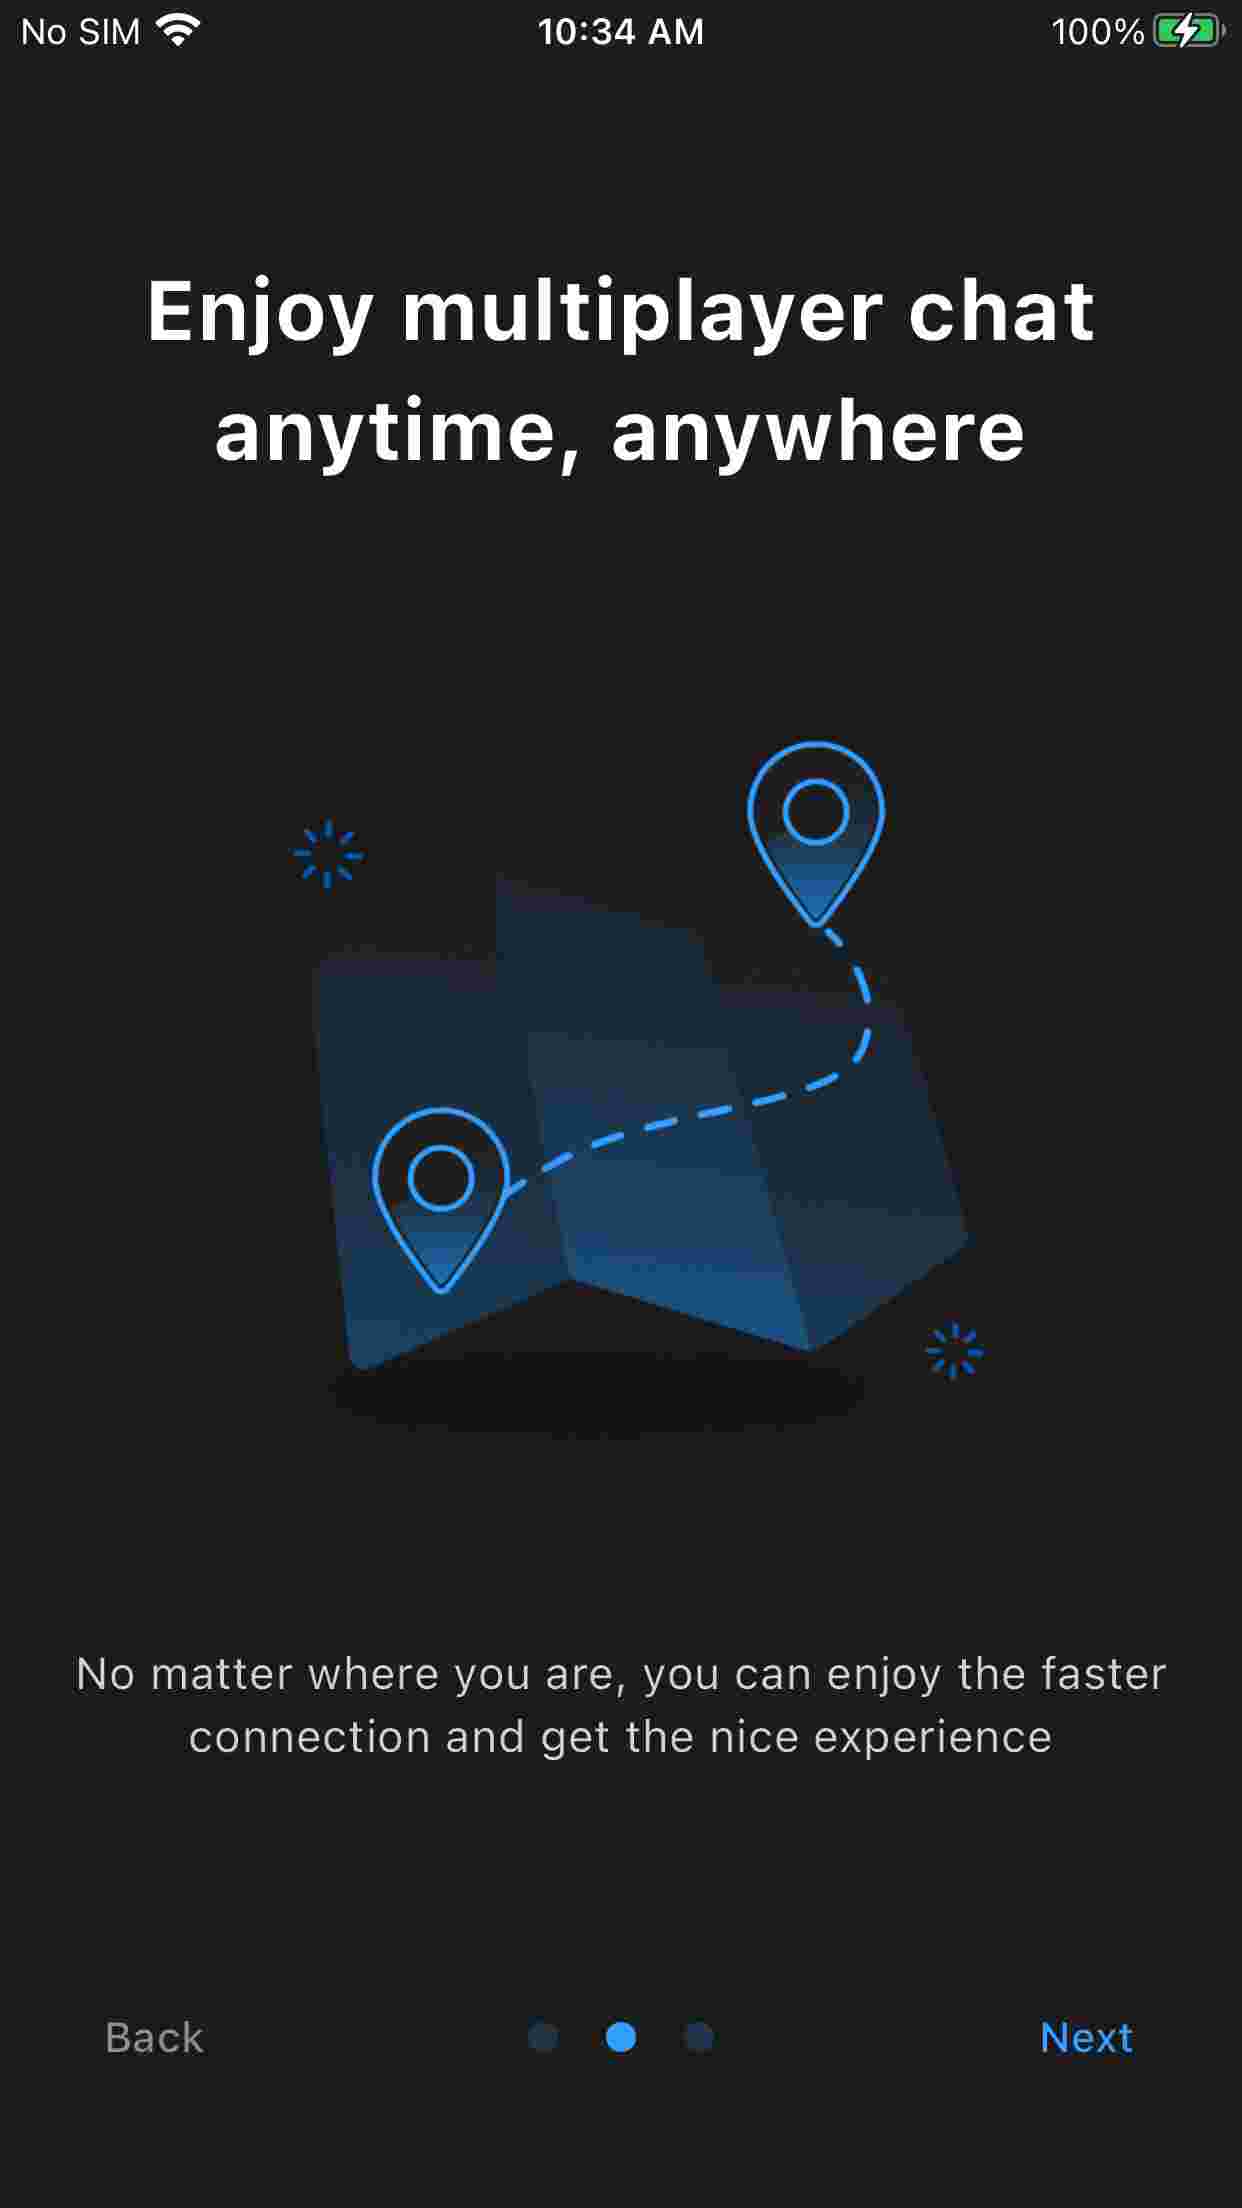 No SIM 10:34 AM 100%
Enjoy multiplayer chat
anytime, anywhere
No matter where you are, you can enjoy the faster
connection and get the nice experience
Back Next